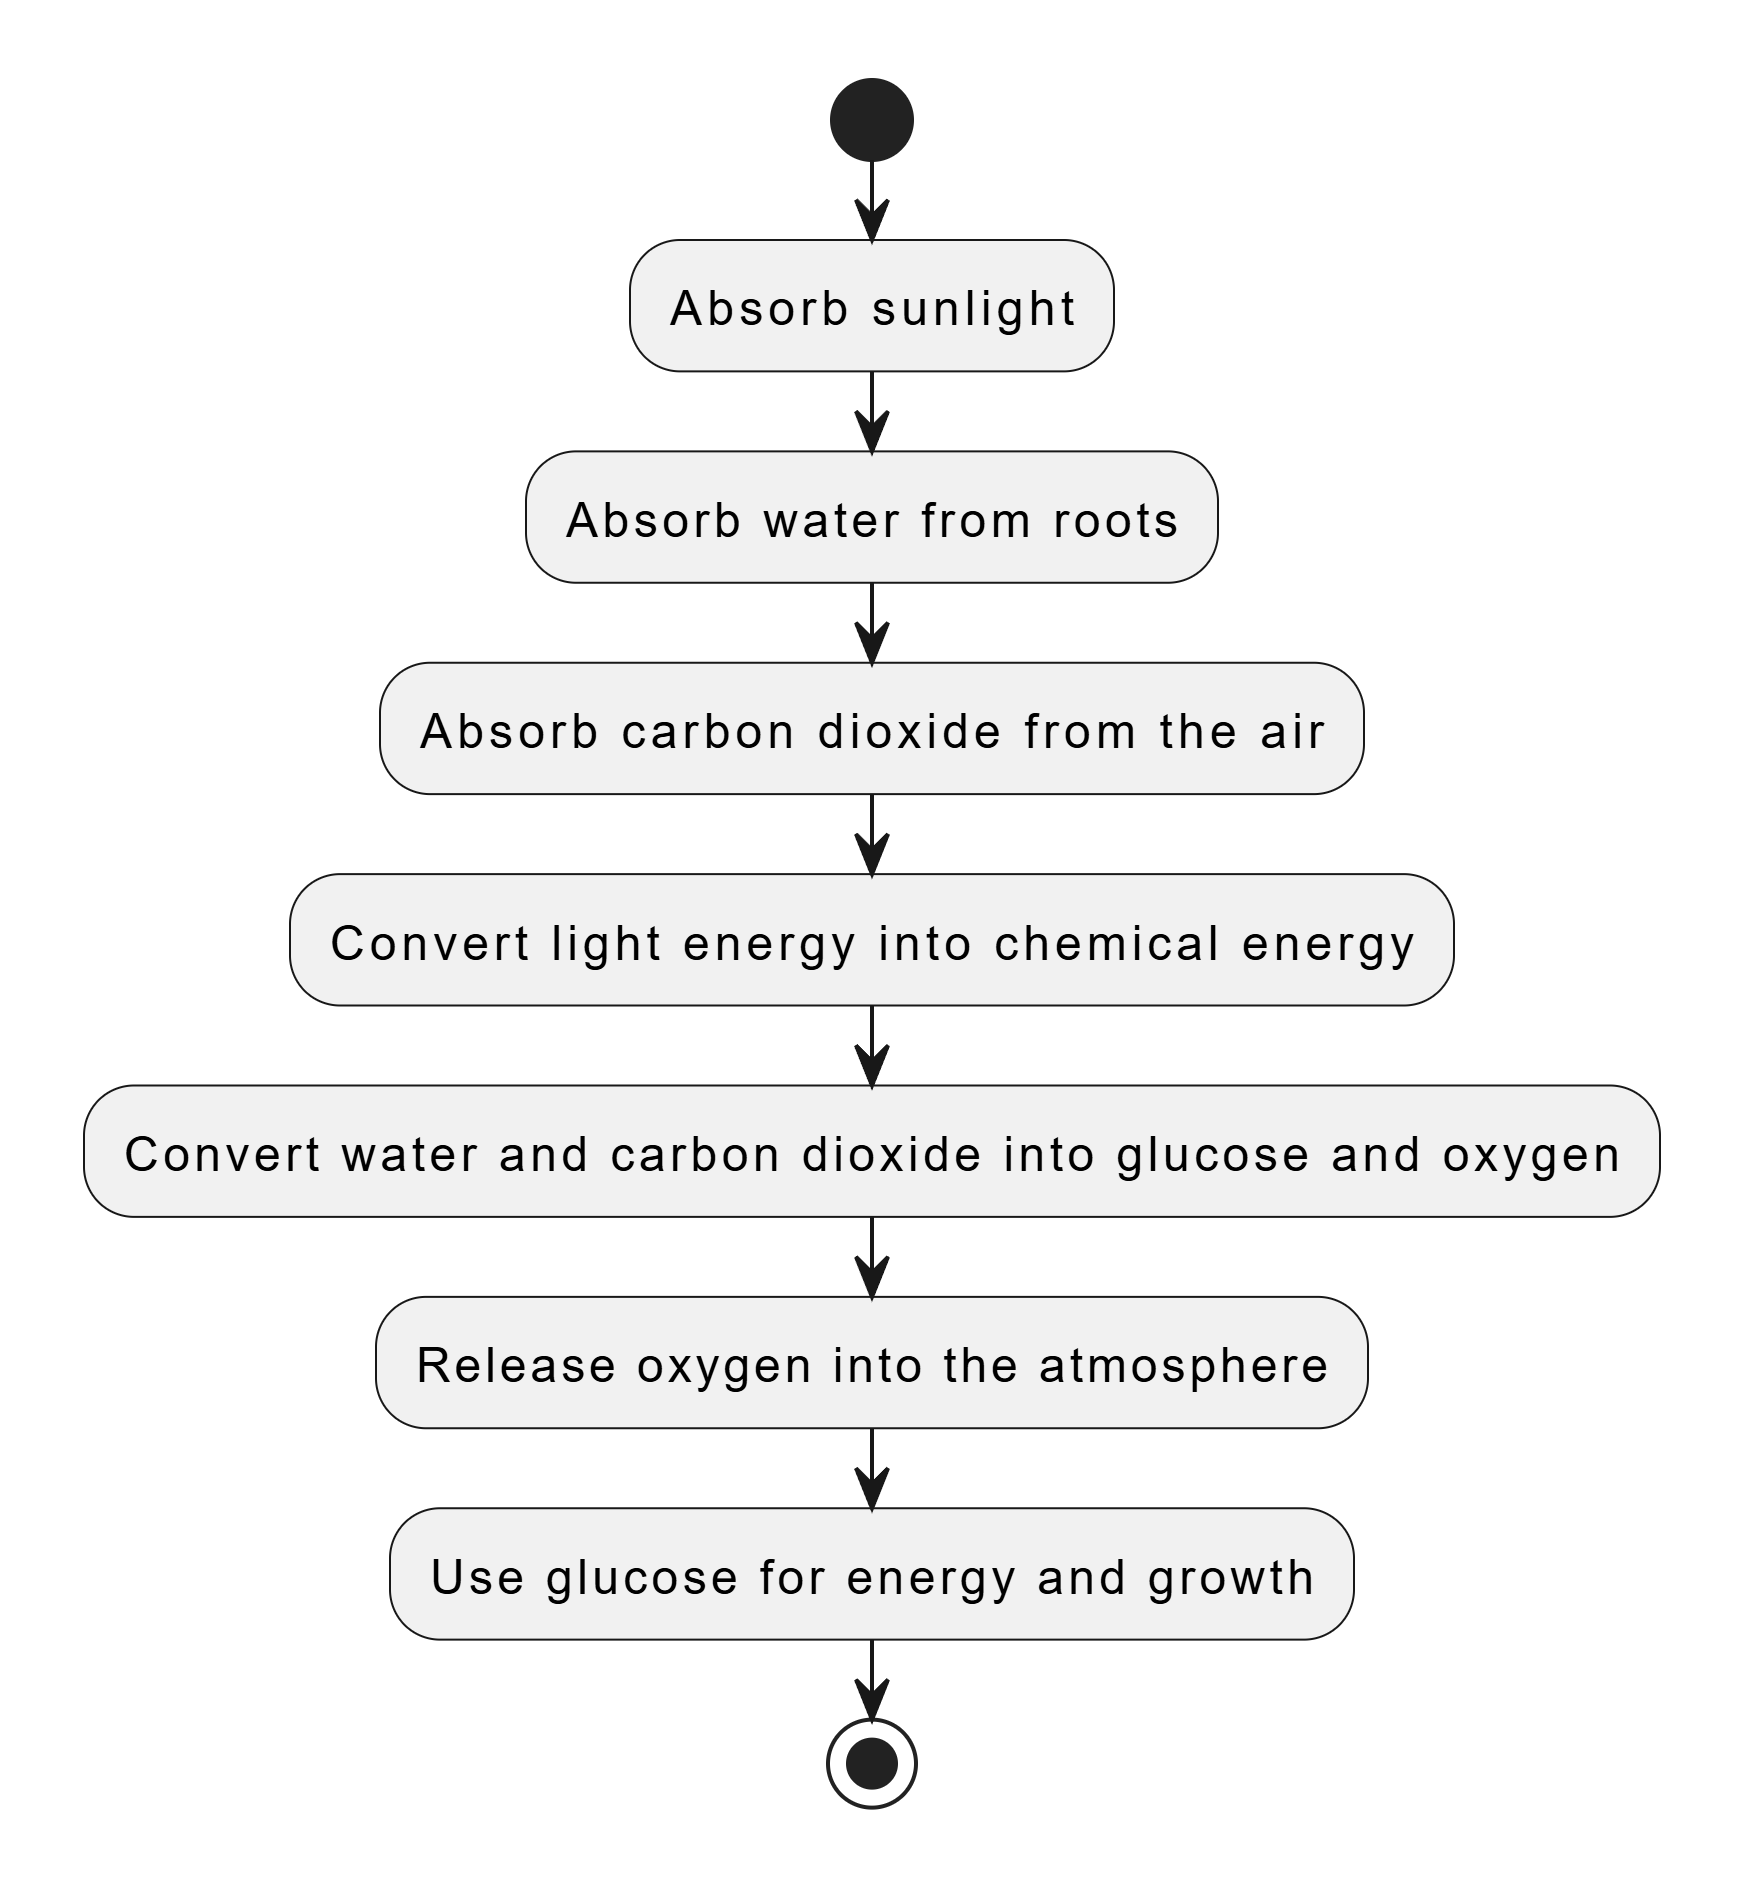 Absorb sunlight
Absorb water from roots
Absorb carbon dioxide from the air
Convert light energy into chemical energy
Convert water and carbon dioxide into glucose and oxygen
Release oxygen into the atmosphere
Use glucose for energy and growth